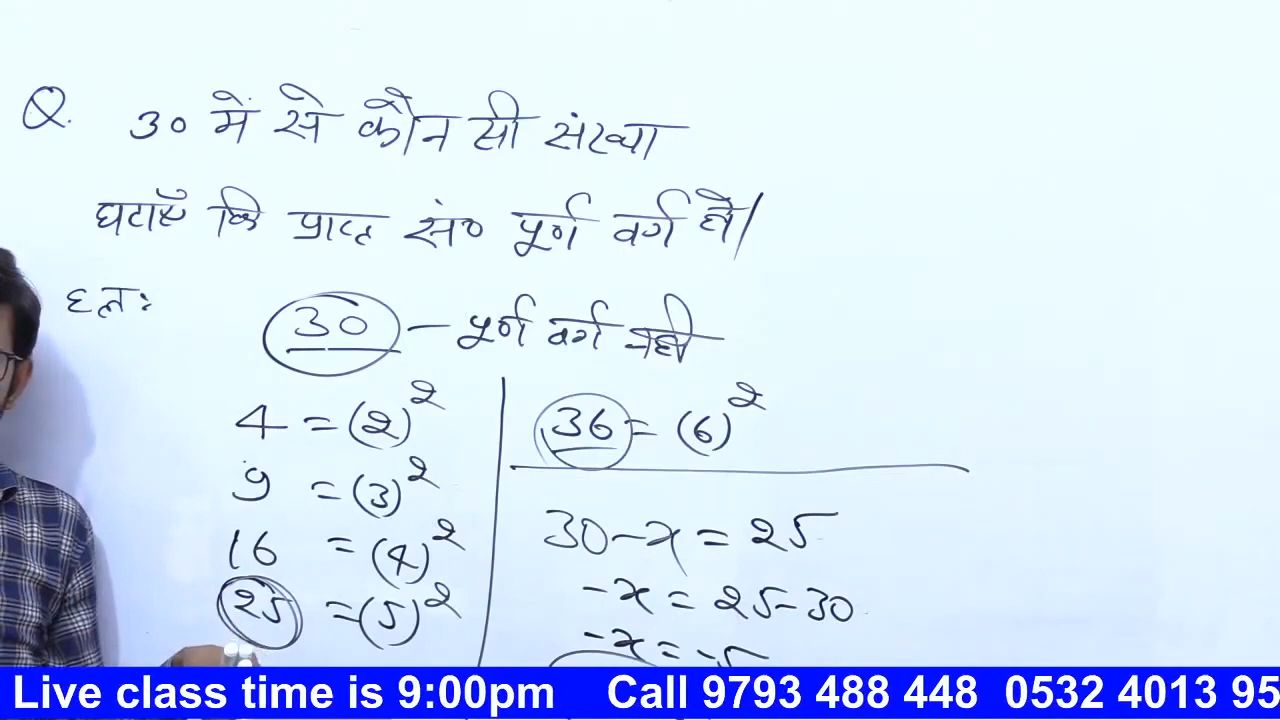 Q. 30 में से कौन सी संख्या
घटाएँ कि प्राप्त सं० पूर्ण वर्ग हो।
हल:
30 – पूर्ण वर्ग नहीं
4 = (2)²
9 = (3)²
16 = (4)²
25 = (5)²
36 = (6)²
30-x = 25
-x = 25-30
-x = -5
Live class time is 9:00pm Call 9793 488 448 0532 4013 95